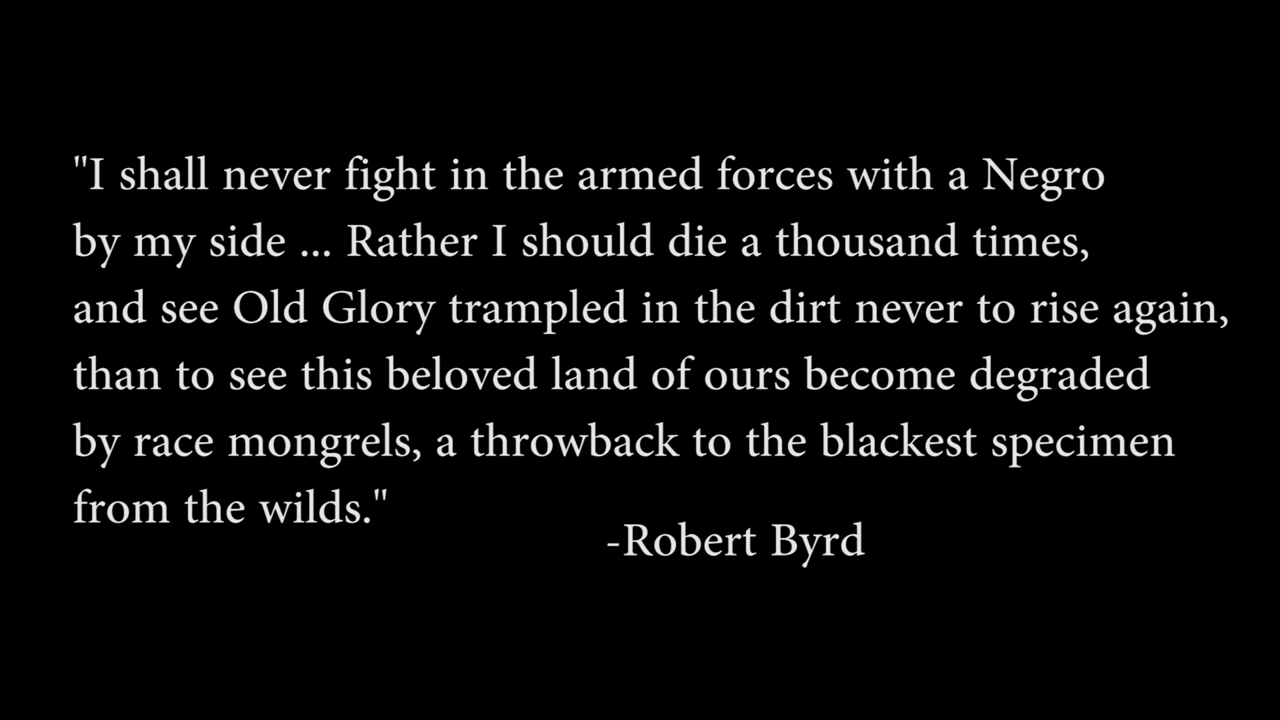 "I shall never fight in the armed forces with a Negro
by my side ... Rather I should die a thousand times,
and see Old Glory trampled in the dirt never to rise again,
than to see this beloved land of ours become degraded
by race mongrels, a throwback to the blackest specimen
from the wilds."
-Robert Byrd